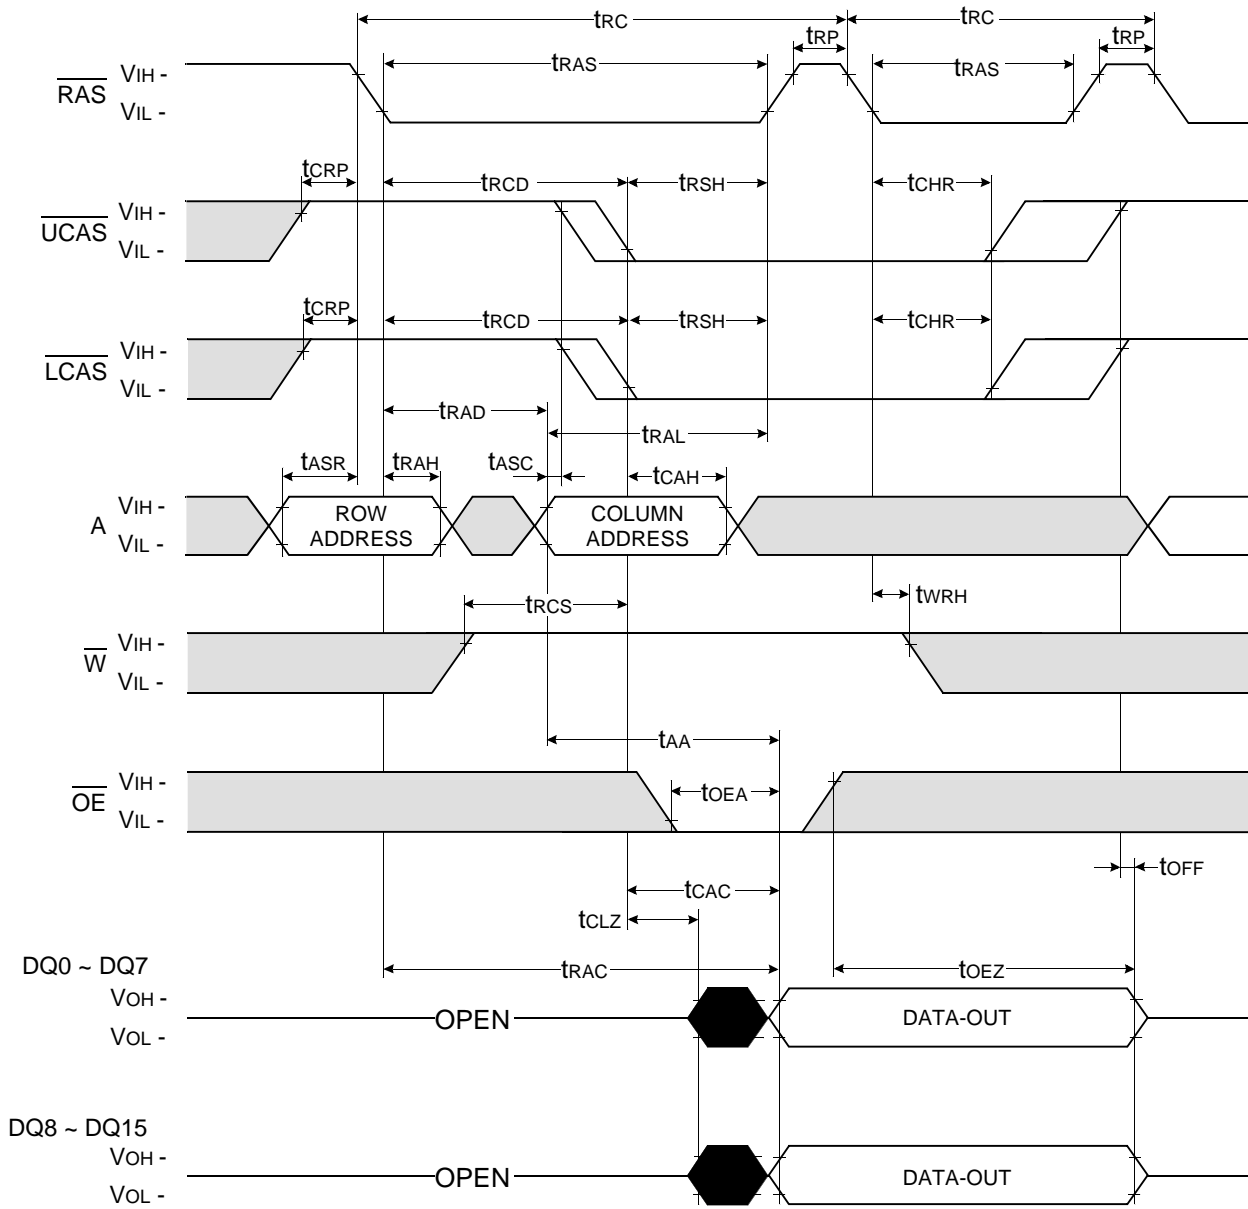 tRC tRC
tRP tRP
tRAS tRAS
RAS VIH -
VIL -
tCRP tRCD tRSH tCHR
UCAS VIH -
VIL -
tCRP tRCD tRSH tCHR
LCAS VIH -
VIL -
tRAD
tRAL
tASR tRAH tASC tCAH
A VIH -
VIL -
ROW
ADDRESS
COLUMN
ADDRESS
tRCS tWRH
W VIH -
VIL -
tAA
OE VIH -
VIL -
tOEA
tOFF
tCAC
tCLZ
tRAC tOEZ
DQ0 ~ DQ7
VOH -
VOL -
OPEN DATA-OUT
DQ8 ~ DQ15
VOH -
VOL -
OPEN DATA-OUT